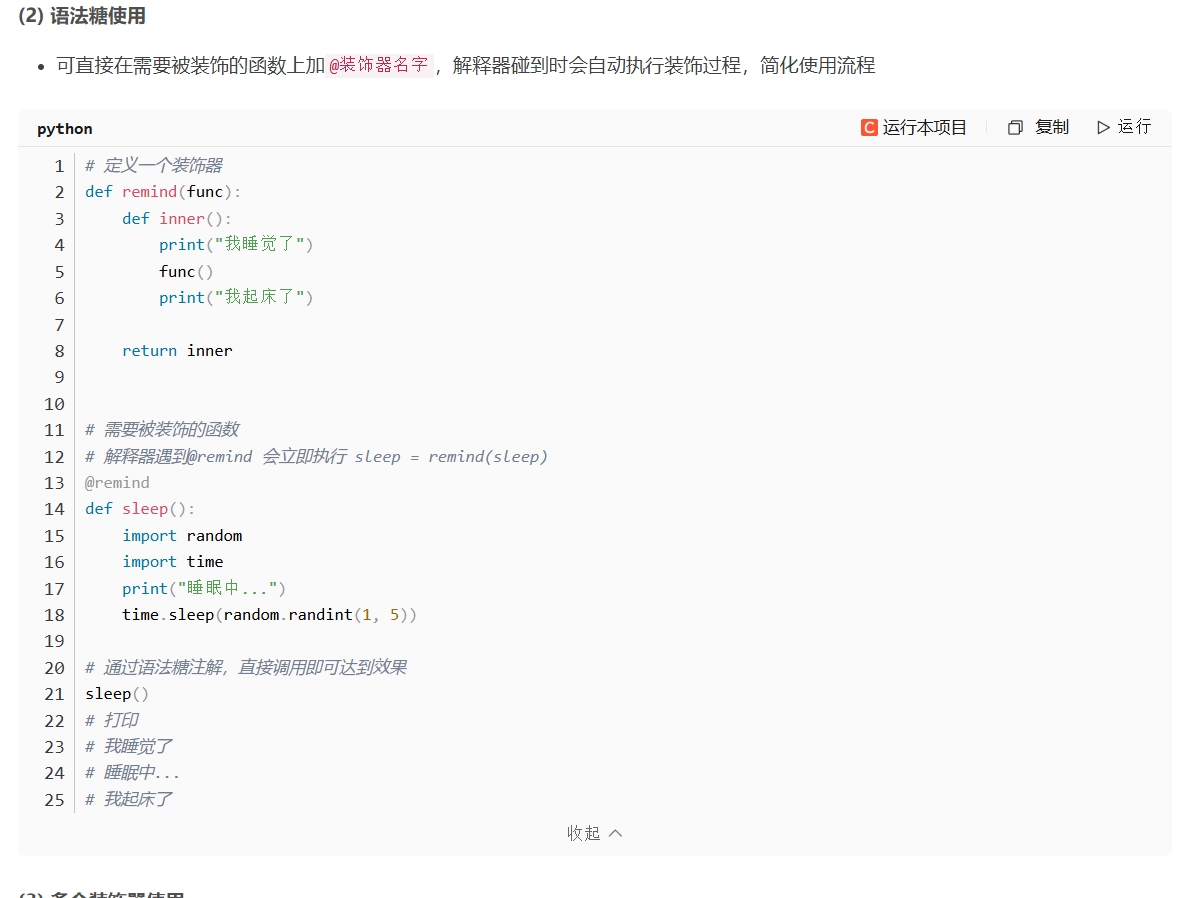 (2) 语法糖使用
• 可直接在需要被装饰的函数上加 @装饰器名字 ，解释器碰到时会自动执行装饰过程，简化使用流程
python C 运行本项目 复制 运行
1 # 定义一个装饰器
2 def remind(func):
3     def inner():
4         print("我睡觉了")
5         func()
6         print("我起床了")
7
8     return inner
9
10
11 # 需要被装饰的函数
12 # 解释器遇到@remind 会立即执行 sleep = remind(sleep)
13 @remind
14 def sleep():
15     import random
16     import time
17     print("睡眠中...")
18     time.sleep(random.randint(1, 5))
19
20 # 通过语法糖注解，直接调用即可达到效果
21 sleep()
22 # 打印
23 # 我睡觉了
24 # 睡眠中...
25 # 我起床了
收起
(3) 多个装饰器使用